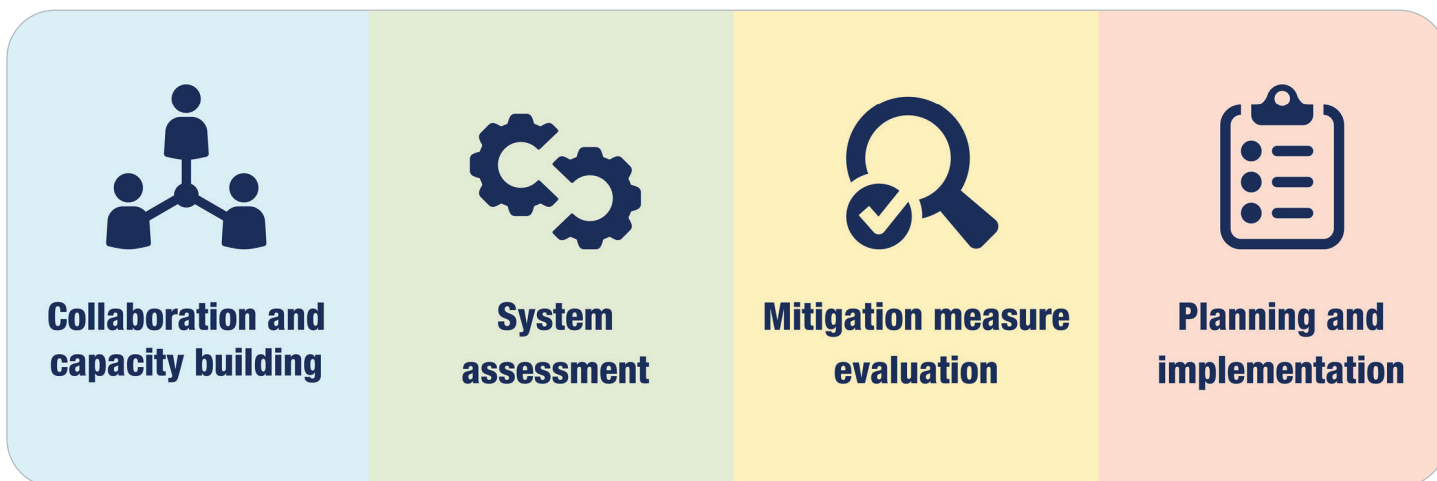 Collaboration and
capacity building
System
assessment
Mitigation measure
evaluation
Planning and
implementation